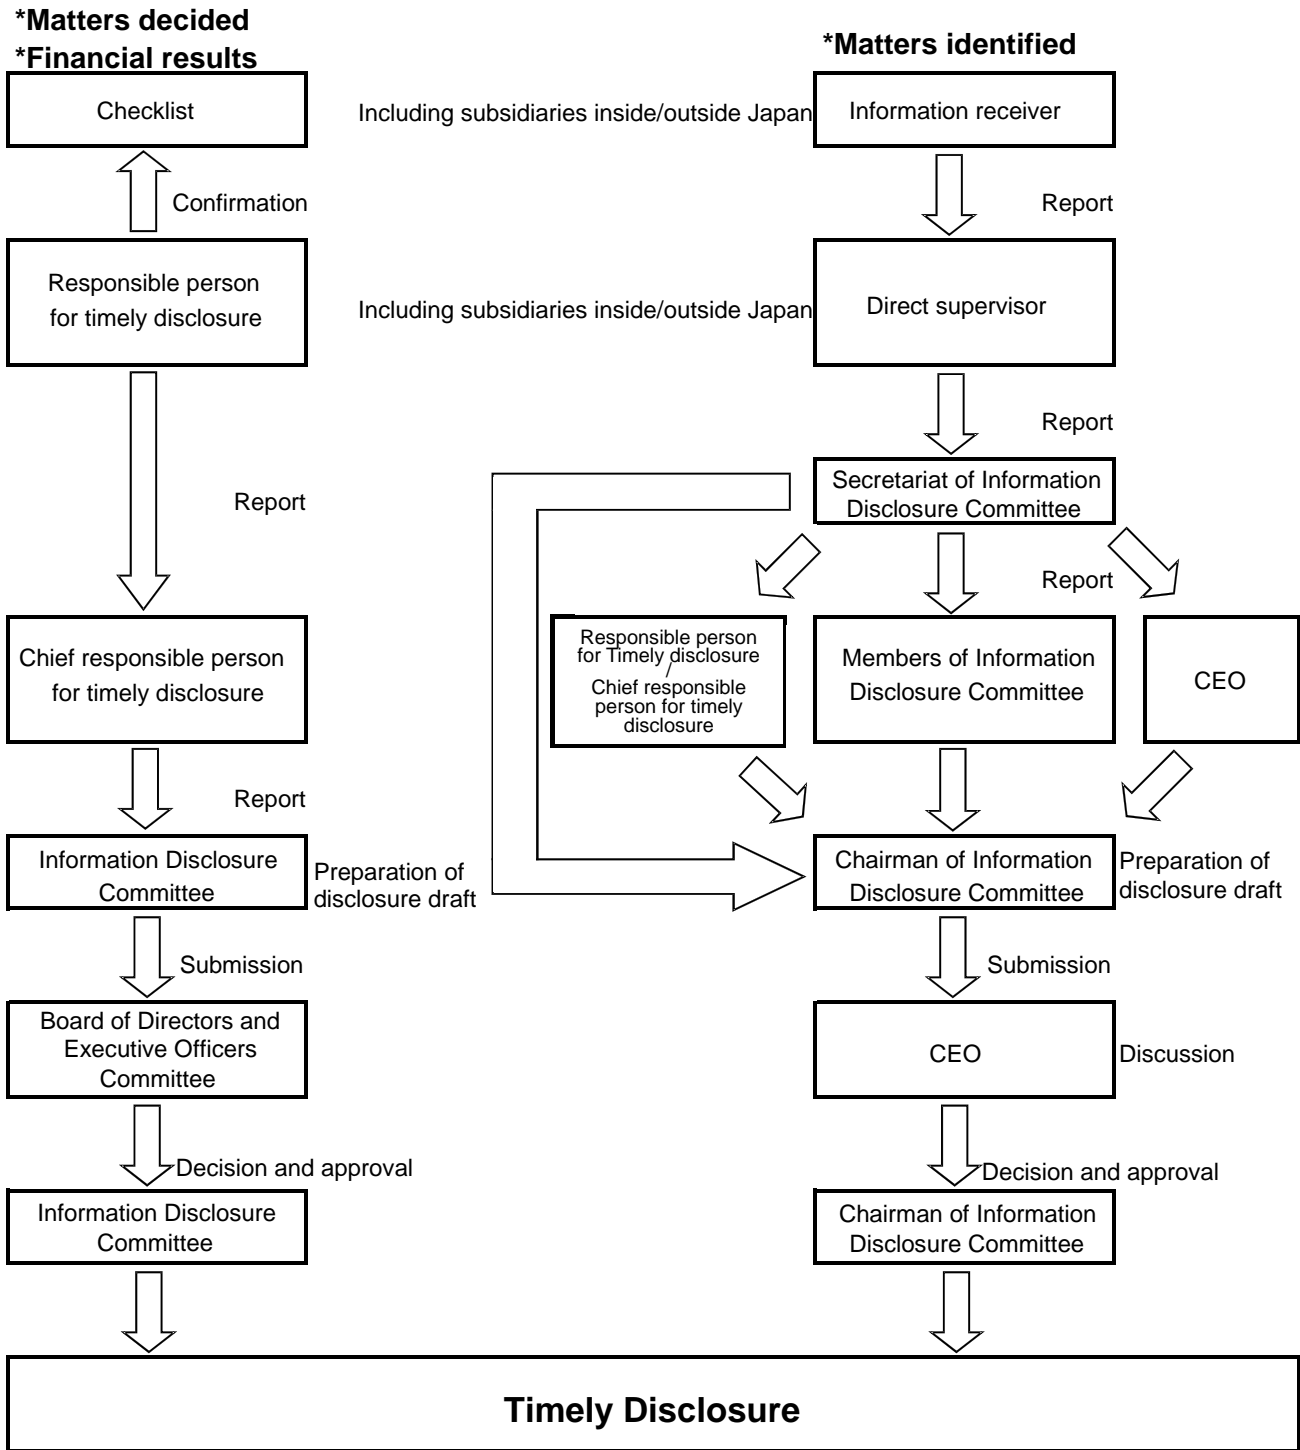 *Matters decided
*Financial results
*Matters identified
Checklist
Including subsidiaries inside/outside Japan
Information receiver
Confirmation
Report
Responsible person
for timely disclosure
Including subsidiaries inside/outside Japan
Direct supervisor
Report
Report
Secretariat of Information
Disclosure Committee
Report
Chief responsible person
for timely disclosure
Responsible person
for Timely disclosure
/
Chief responsible
person for timely
disclosure
Members of Information
Disclosure Committee
CEO
Report
Information Disclosure
Committee
Preparation of
disclosure draft
Chairman of Information
Disclosure Committee
Preparation of
disclosure draft
Submission
Submission
Board of Directors and
Executive Officers
Committee
CEO
Discussion
Decision and approval
Decision and approval
Information Disclosure
Committee
Chairman of Information
Disclosure Committee
Timely Disclosure